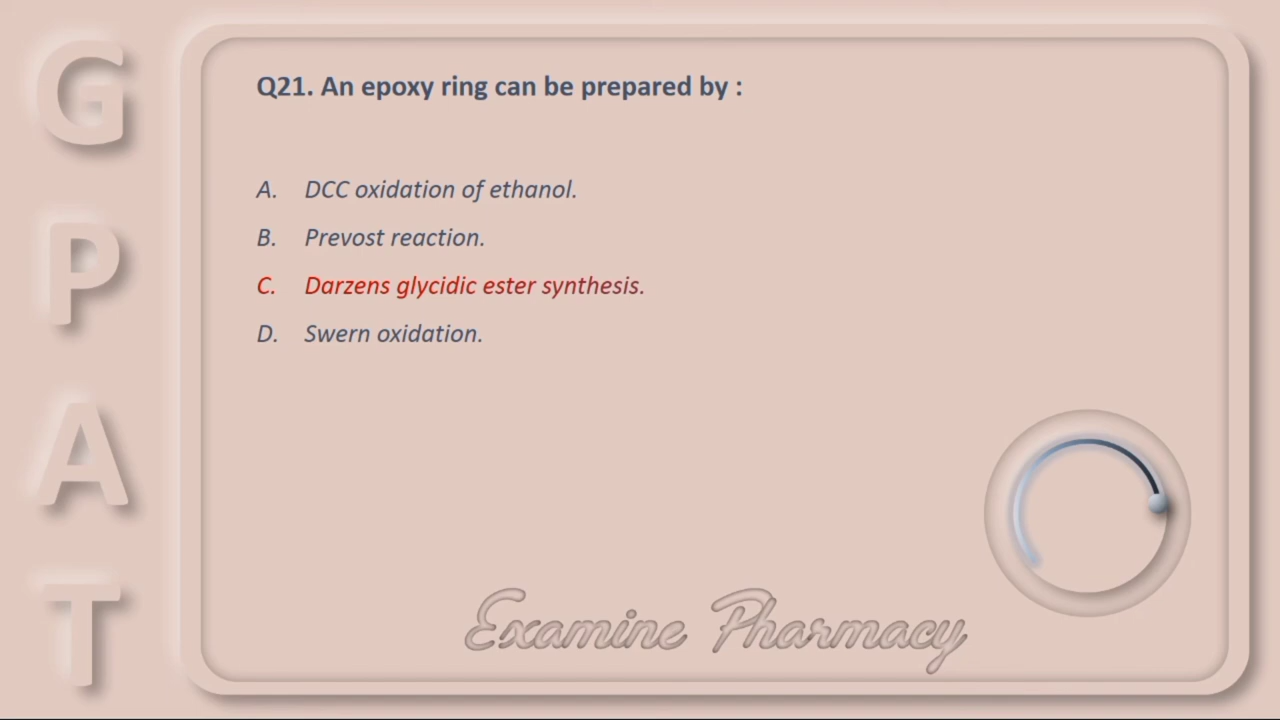 G
P
A
T
Q21. An epoxy ring can be prepared by :
A. DCC oxidation of ethanol.
B. Prevost reaction.
C. Darzens glycidic ester synthesis.
D. Swern oxidation.
Examine Pharmacy